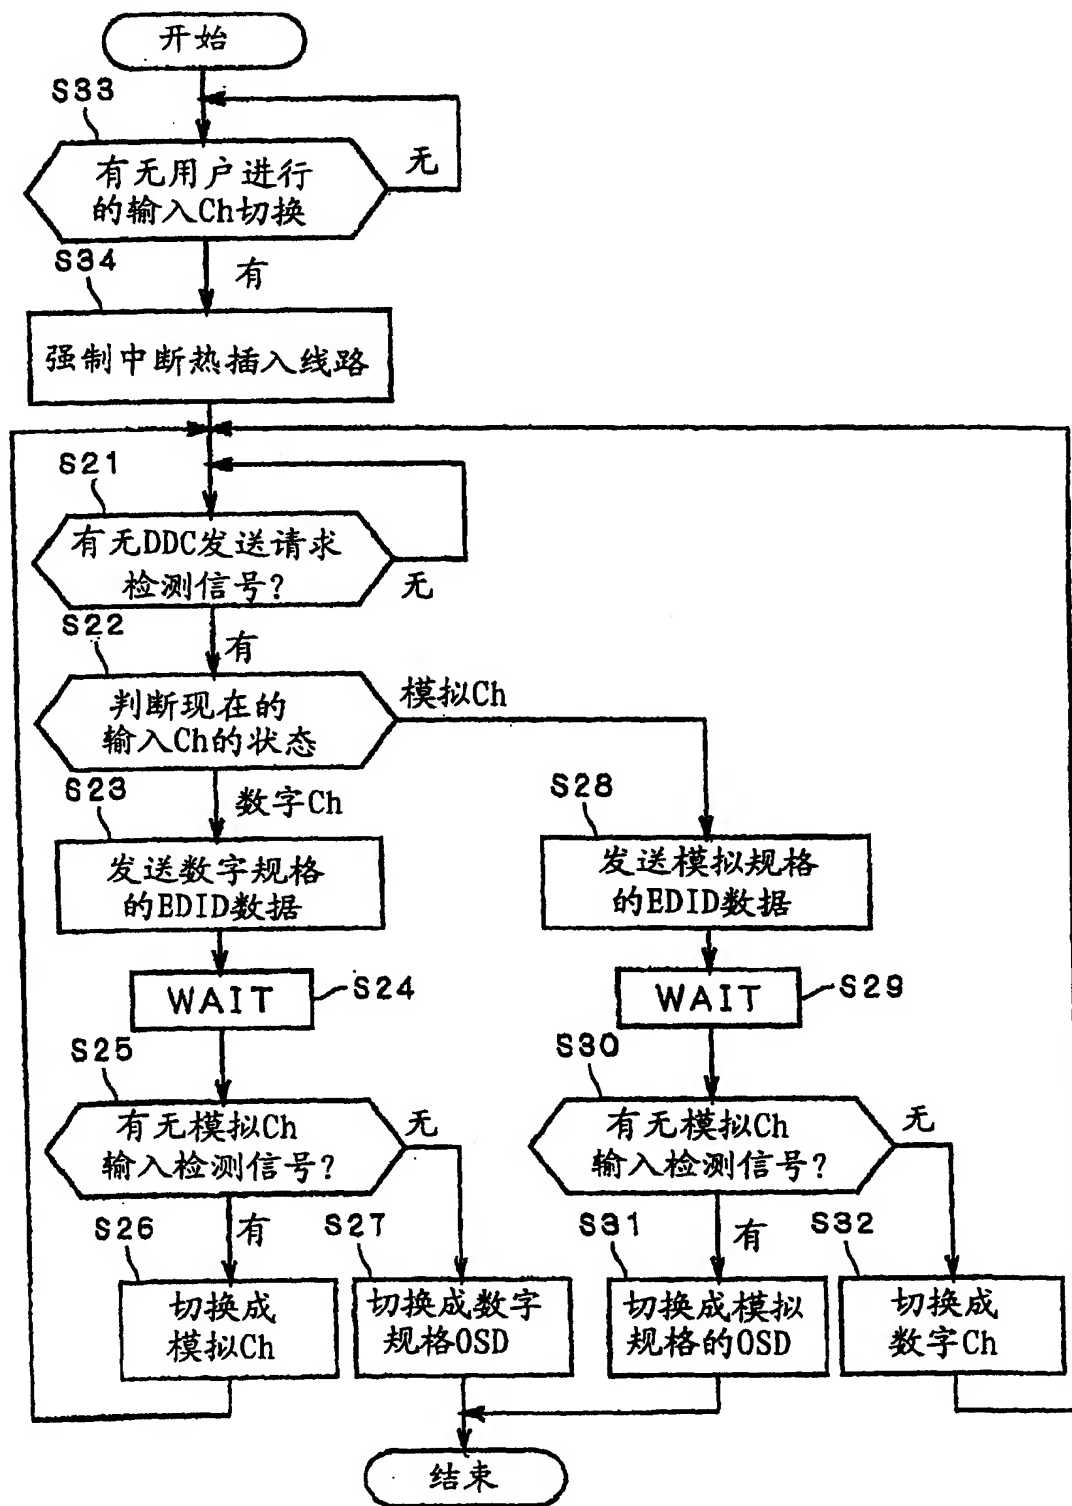 开始
S33
有无用户进行
的输入Ch切换
无
S34
有
强制中断热插入线路
S21
有无DDC发送请求
检测信号?
无
S22
有
判断现在的
输入Ch的状态
模拟Ch
S23
数字Ch
S28
发送数字规格
的EDID数据
发送模拟规格
的EDID数据
WAIT
S24
WAIT
S29
S25
S30
有无模拟Ch
输入检测信号?
无
有无模拟Ch
输入检测信号?
无
S26
有
S27
S31
有
S32
切换成
模拟Ch
切换成数字
规格OSD
切换成模拟
规格的OSD
切换成
数字Ch
结束